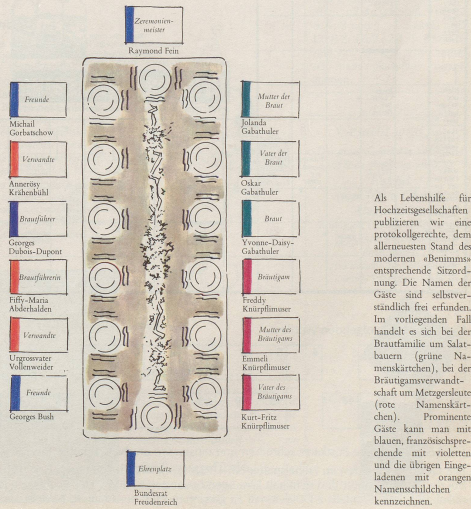 Zeremonien-
meister
Raymond Fein
Freunde
Michail
Gorbatschow
Verwandte
Annerösy
Krähenbühl
Brautführer
Georges
Dubois-Dupont
Brautführerin
Fiffy-Maria
Abderhalden
Verwandte
Urgrossvater
Vollenweider
Freunde
Georges Bush
Mutter der
Braut
Jolanda
Gabathuler
Vater der
Braut
Oskar
Gabathuler
Braut
Yvonne-Daisy-
Gabathuler
Bräutigam
Freddy
Knürpflimuser
Mutter des
Bräutigams
Emmeli
Knürpflimuser
Vater des
Bräutigams
Kurt-Fritz
Knürpflimuser
Ehrenplatz
Bundesrat
Freudenreich
Als Lebenshilfe für
Hochzeitsgesellschaften
publizieren wir eine
protokollgerechte, dem
allerneuesten Stand des
modernen «Benimms»
entsprechende Sitzord-
nung. Die Namen der
Gäste sind selbstver-
ständlich frei erfunden.
Im vorliegenden Fall
handelt es sich bei der
Brautfamilie um Salat-
bauern (grüne Na-
menskärtchen), bei der
Bräutigamsverwandt-
schaft um Metzgersleute
(rote Namenskärt-
chen). Prominente
Gäste kann man mit
blauen, französischspre-
chende mit violetten
und die übrigen Einge-
ladenen mit orangen
Namensschildchen
kennzeichnen.